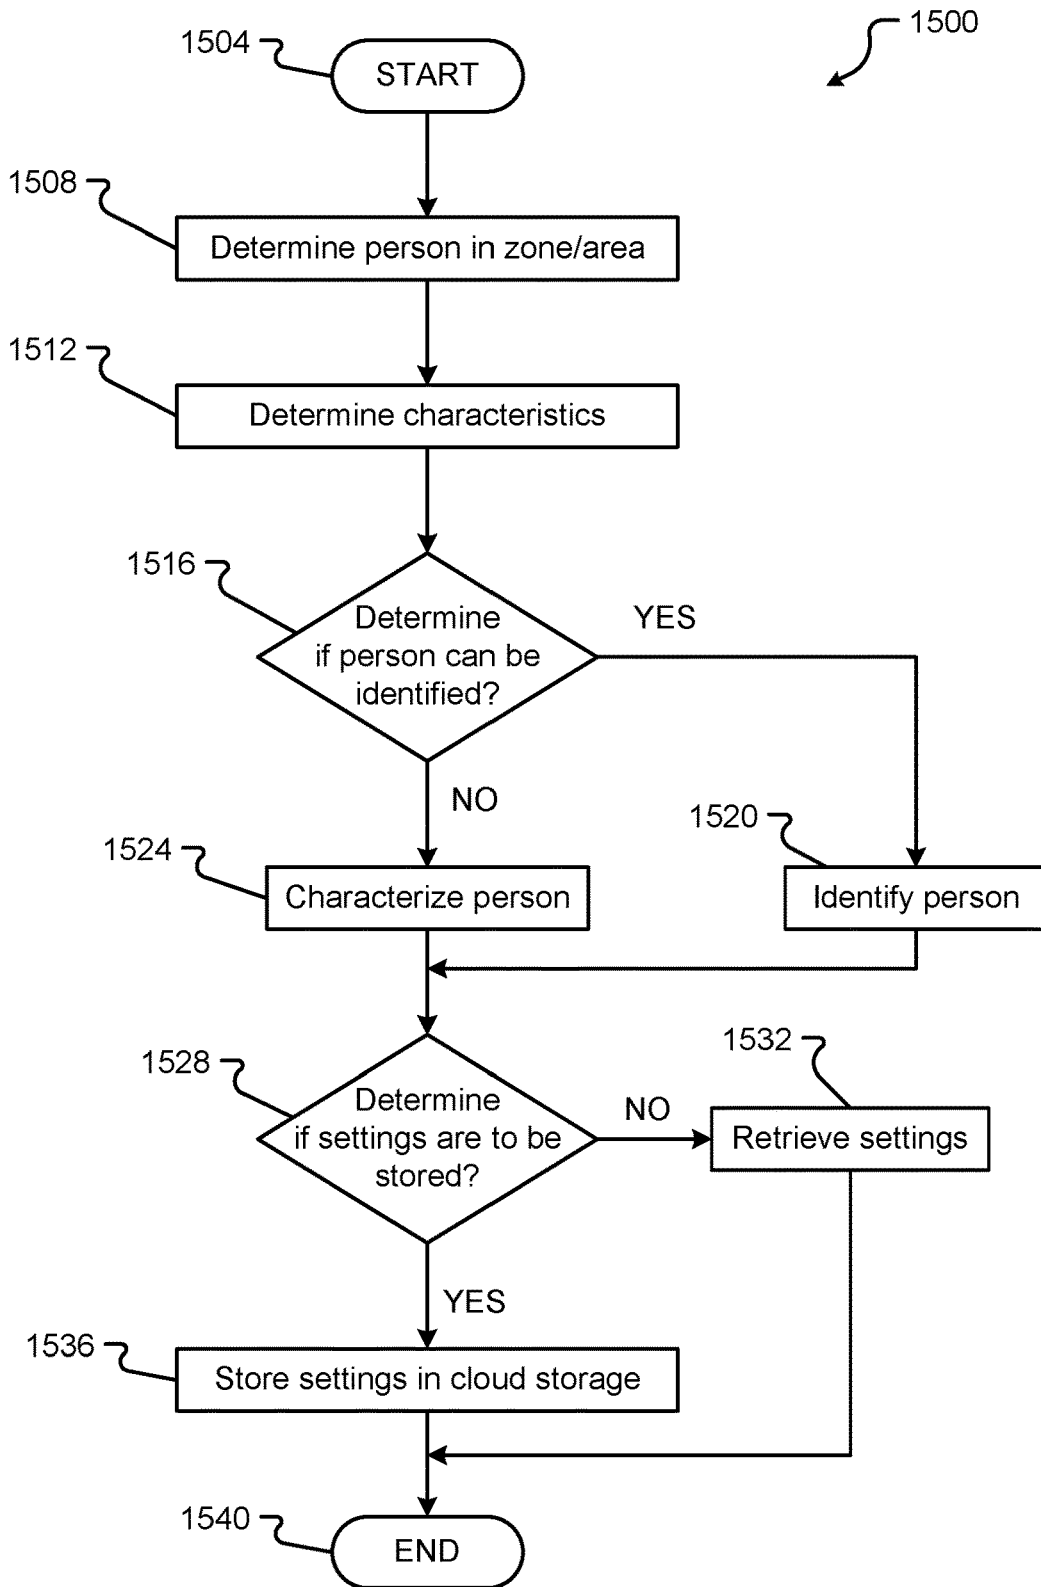 1500
1504
START
1508
Determine person in zone/area
1512
Determine characteristics
1516
Determine
if person can be
identified?
YES
NO
1520
1524
Characterize person
Identify person
1528
1532
Determine
if settings are to be
stored?
NO
Retrieve settings
YES
1536
Store settings in cloud storage
1540
END